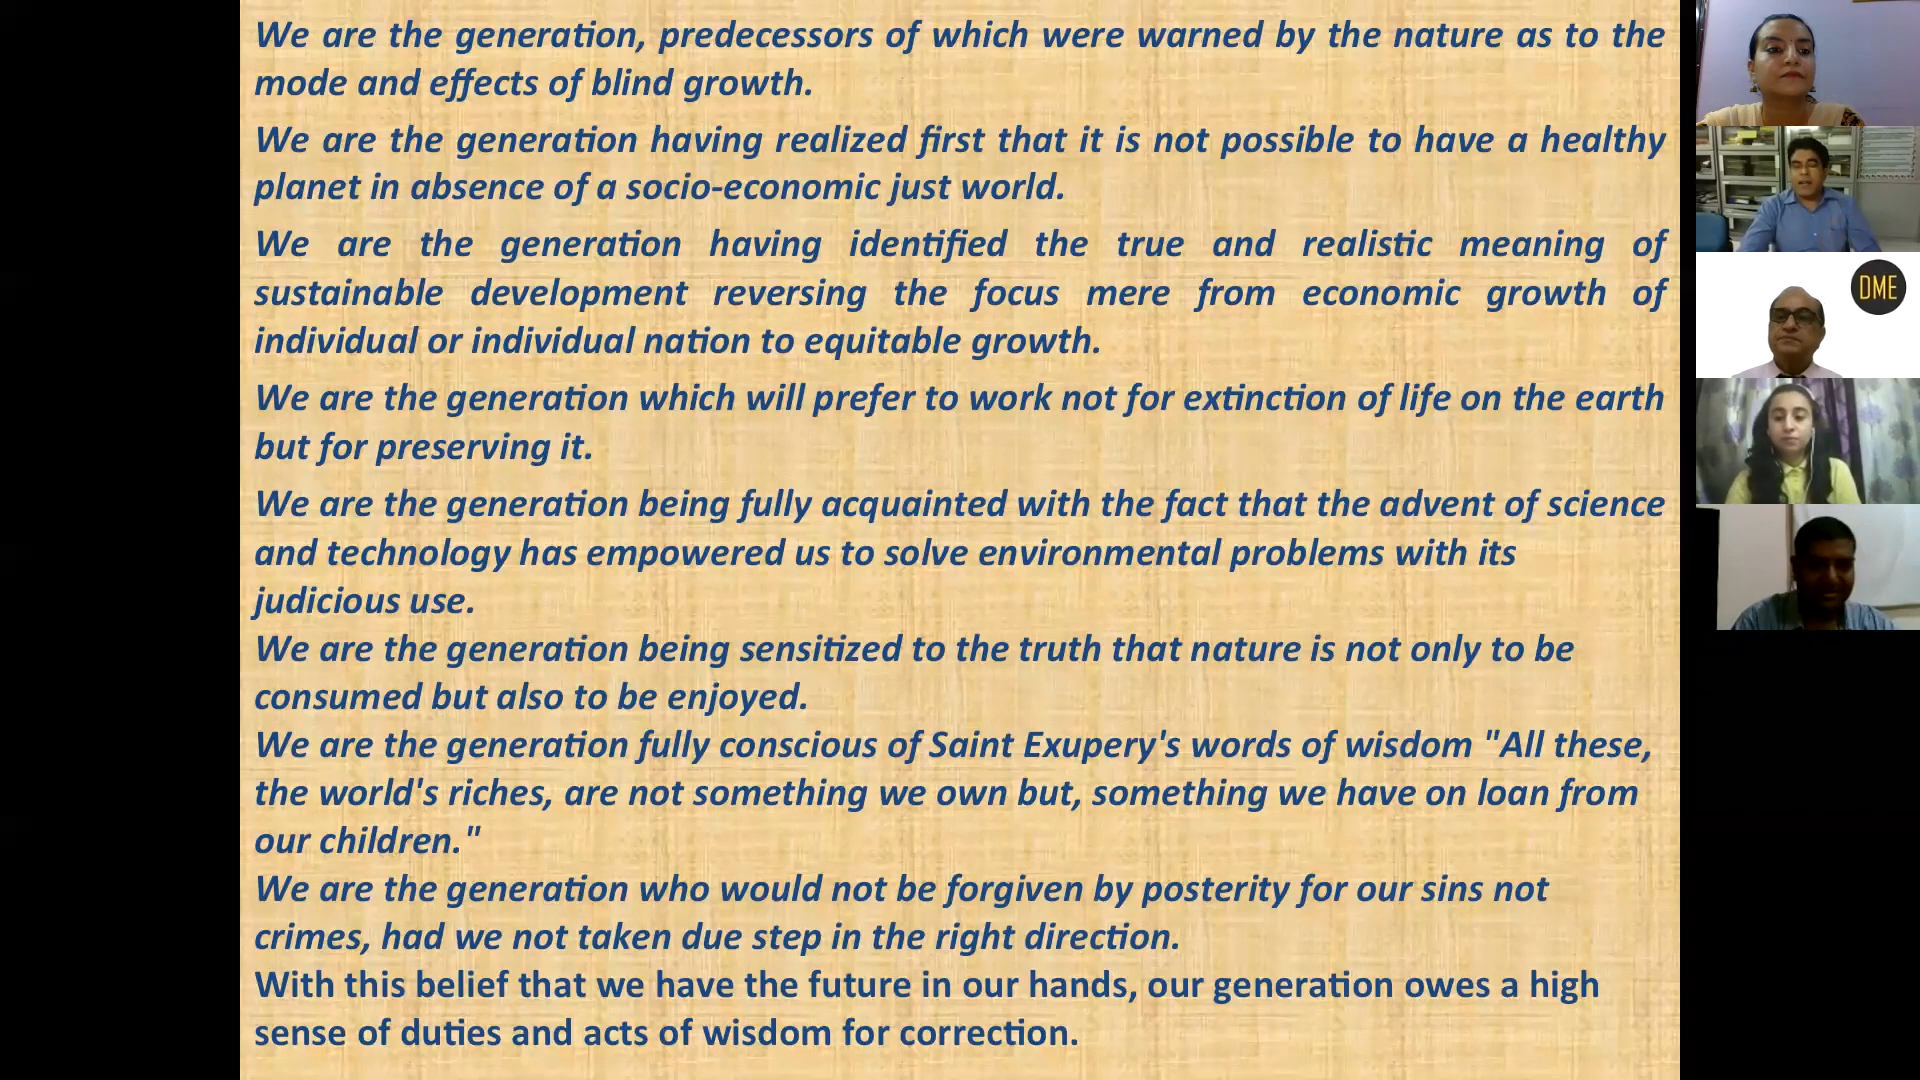 We are the generation, predecessors of which were warned by the nature as to the
mode and effects of blind growth.
We are the generation having realized first that it is not possible to have a healthy
planet in absence of a socio-economic just world.
We are the generation having identified the true and realistic meaning of
sustainable development reversing the focus mere from economic growth of
individual or individual nation to equitable growth.
We are the generation which will prefer to work not for extinction of life on the earth
but for preserving it.
We are the generation being fully acquainted with the fact that the advent of science
and technology has empowered us to solve environmental problems with its
judicious use.
We are the generation being sensitized to the truth that nature is not only to be
consumed but also to be enjoyed.
We are the generation fully conscious of Saint Exupery's words of wisdom "All these,
the world's riches, are not something we own but, something we have on loan from
our children."
We are the generation who would not be forgiven by posterity for our sins not
crimes, had we not taken due step in the right direction.
With this belief that we have the future in our hands, our generation owes a high
sense of duties and acts of wisdom for correction.
DME